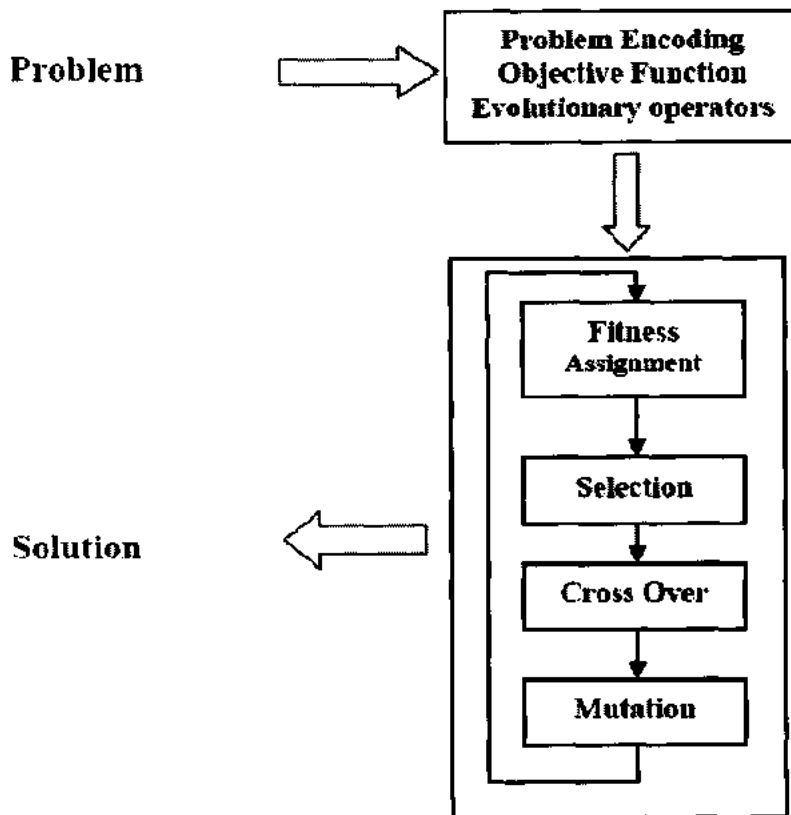 Problem
Problem Encoding
Objective Function
Evolutionary operators
Fitness
Assignment
Selection
Solution
Cross Over
Mutation